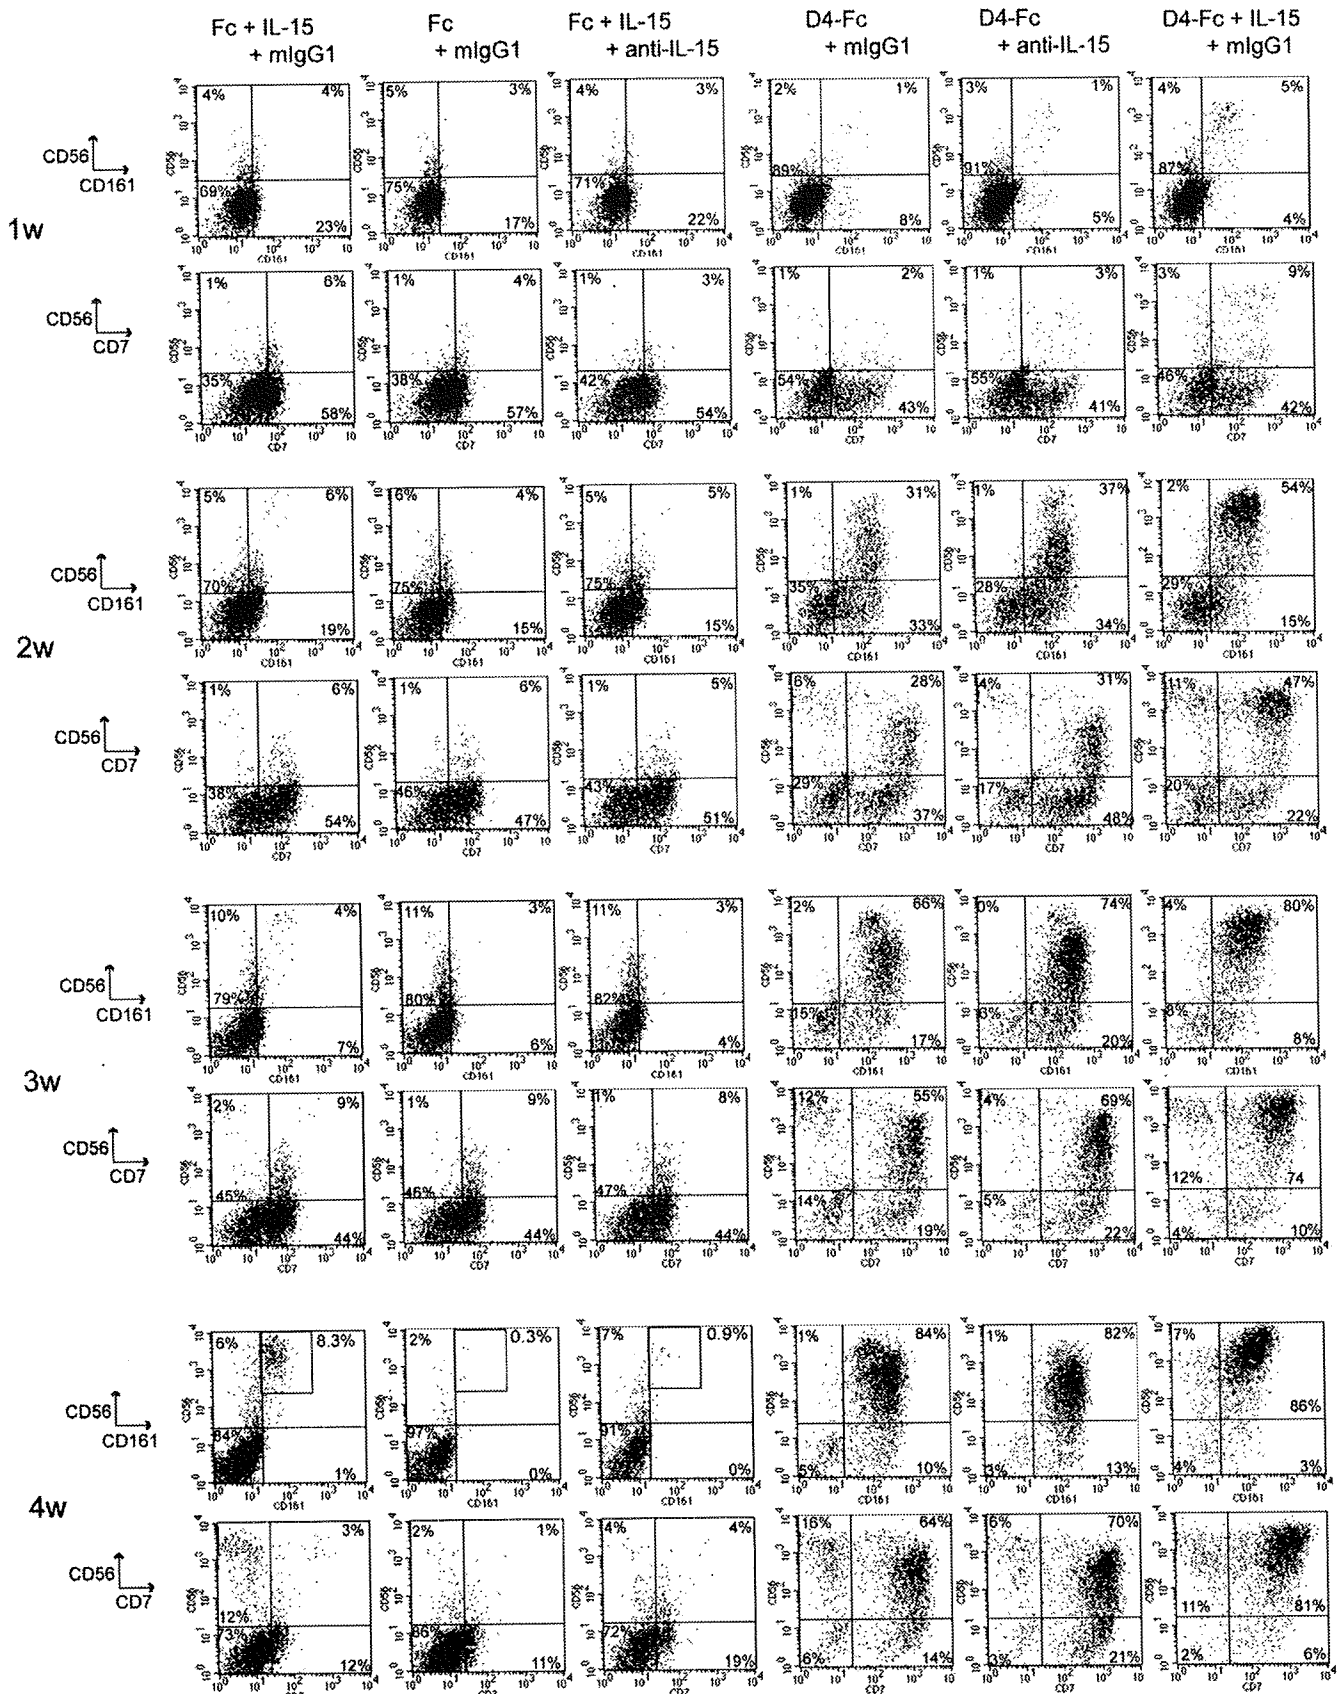 Fc + IL-15 + mIgG1
Fc + mIgG1
Fc + IL-15 + anti-IL-15
D4-Fc + mIgG1
D4-Fc + anti-IL-15
D4-Fc + IL-15 + mIgG1
1w
CD56
CD161
4% 4% 69% 23%
5% 3% 75% 17%
4% 3% 71% 22%
2% 1% 89% 8%
3% 1% 91% 5%
4% 5% 87% 4%
CD56
CD7
1% 6% 35% 58%
1% 4% 38% 57%
1% 3% 42% 54%
1% 2% 54% 43%
1% 3% 55% 41%
3% 9% 46% 42%
2w
CD56
CD161
5% 6% 70% 19%
6% 4% 75% 15%
5% 5% 75% 15%
1% 31% 35% 33%
1% 37% 28% 34%
2% 54% 29% 15%
CD56
CD7
1% 6% 38% 54%
1% 6% 46% 47%
1% 5% 43% 51%
6% 28% 29% 37%
4% 31% 17% 48%
11% 47% 20% 22%
3w
CD56
CD161
10% 4% 79% 7%
11% 3% 80% 6%
11% 3% 82% 4%
2% 66% 15% 17%
0% 74% 6% 20%
4% 80% 8% 8%
CD56
CD7
2% 9% 45% 44%
1% 9% 46% 44%
1% 8% 47% 44%
12% 55% 14% 19%
4% 69% 5% 22%
12% 74 4% 10%
4w
CD56
CD161
6% 8.3% 84% 1%
2% 0.3% 97% 0%
7% 0.9% 91% 0%
1% 84% 5% 10%
1% 82% 3% 13%
7% 86% 4% 3%
CD56
CD7
3% 12% 73% 12%
2% 1% 86% 11%
4% 4% 72% 19%
16% 64% 6% 14%
6% 70% 3% 21%
11% 81% 2% 6%